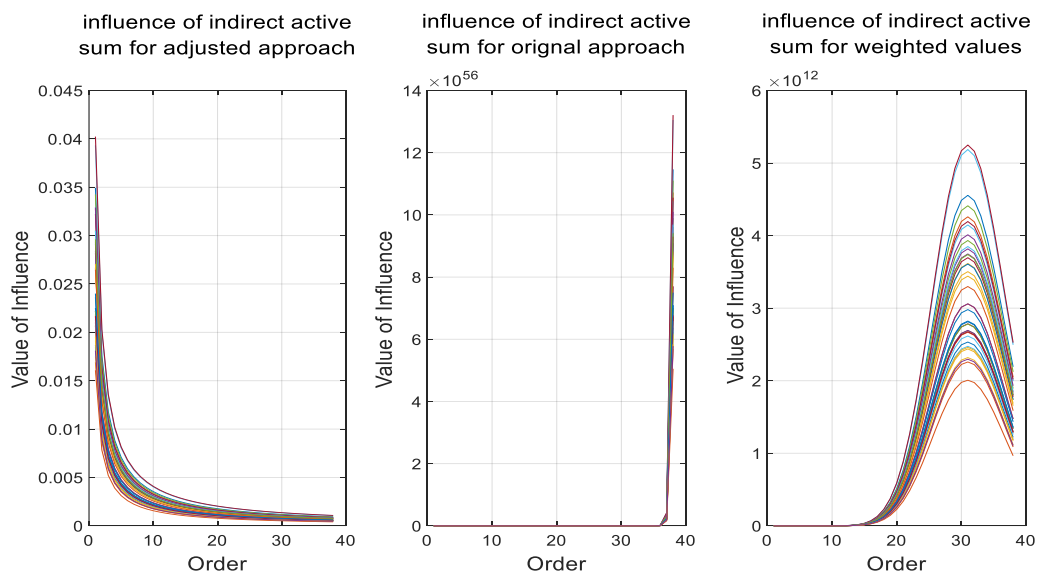 influence of indirect active
sum for adjusted approach
0.045
0.04
0.035
0.03
0.025
0.02
0.015
0.01
0.005
0
0 10 20 30 40
Value of Influence
Order
influence of indirect active
sum for orignal approach
×10^56
14
12
10
8
6
4
2
0
0 10 20 30 40
Value of Influence
Order
influence of indirect active
sum for weighted values
×10^12
6
5
4
3
2
1
0
0 10 20 30 40
Value of Influence
Order